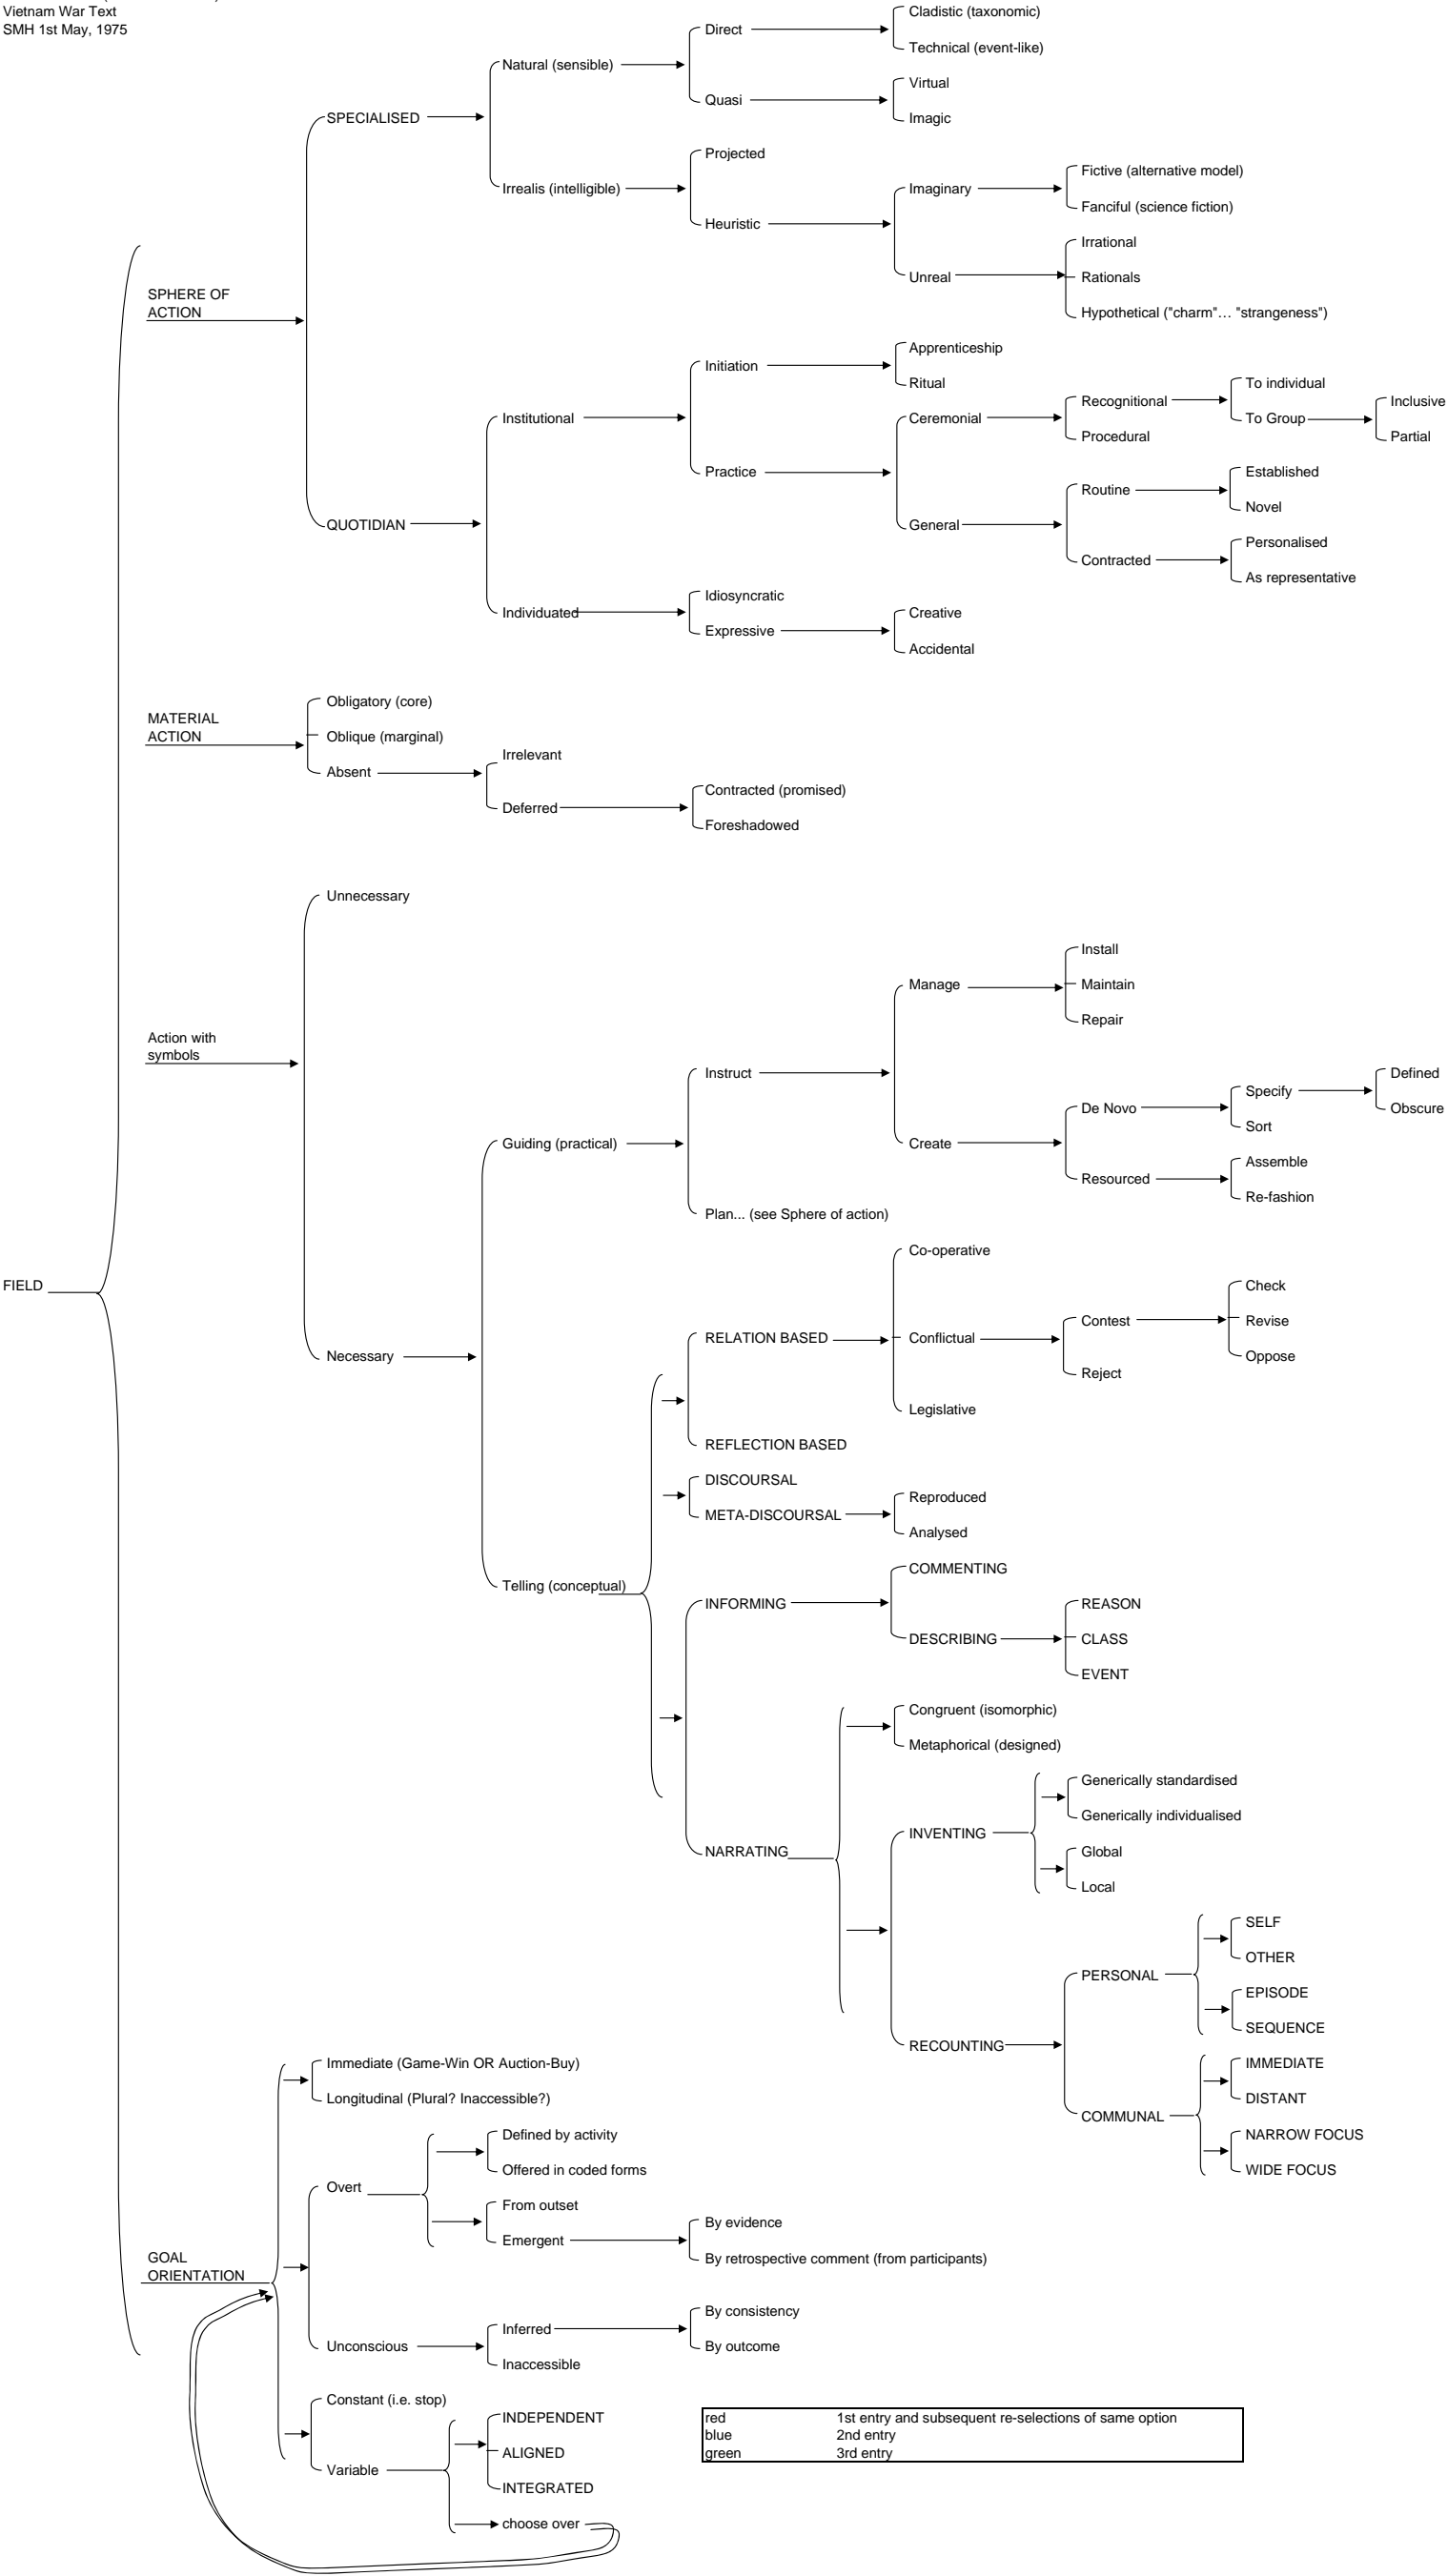 Vietnam War Text
SMH 1st May, 1975
Cladistic (taxonomic)
Direct
Technical (event-like)
Natural (sensible)
Virtual
Quasi
Imagic
SPECIALISED
Projected
Fictive (alternative model)
Irrealis (intelligible)
Imaginary
Fanciful (science fiction)
Heuristic
Irrational
Unreal
Rationals
Hypothetical ("charm"... "strangeness")
SPHERE OF
ACTION
Apprenticeship
Initiation
Ritual
To individual
Recognitional
Inclusive
Institutional
Ceremonial
To Group
Procedural
Partial
Practice
Established
Routine
Novel
QUOTIDIAN
General
Personalised
Contracted
As representative
Idiosyncratic
Individuated
Creative
Expressive
Accidental
Obligatory (core)
MATERIAL
ACTION
Oblique (marginal)
Irrelevant
Absent
Contracted (promised)
Deferred
Foreshadowed
Unnecessary
Install
Manage
Maintain
Repair
Action with
symbols
Instruct
Defined
Specify
De Novo
Obscure
Sort
Guiding (practical)
Create
Assemble
Resourced
Re-fashion
Plan... (see Sphere of action)
Co-operative
FIELD
Check
Contest
Revise
RELATION BASED
Conflictual
Necessary
Oppose
Reject
Legislative
REFLECTION BASED
DISCOURSAL
Reproduced
META-DISCOURSAL
Analysed
COMMENTING
Telling (conceptual)
INFORMING
REASON
DESCRIBING
CLASS
EVENT
Congruent (isomorphic)
Metaphorical (designed)
Generically standardised
Generically individualised
INVENTING
NARRATING
Global
Local
SELF
OTHER
PERSONAL
EPISODE
SEQUENCE
RECOUNTING
Immediate (Game-Win OR Auction-Buy)
IMMEDIATE
Longitudinal (Plural? Inaccessible?)
DISTANT
COMMUNAL
Defined by activity
NARROW FOCUS
Offered in coded forms
WIDE FOCUS
Overt
From outset
By evidence
Emergent
By retrospective comment (from participants)
GOAL
ORIENTATION
By consistency
Inferred
Unconscious
By outcome
Inaccessible
Constant (i.e. stop)
INDEPENDENT
ALIGNED
Variable
INTEGRATED
choose over
red 1st entry and subsequent re-selections of same option
blue 2nd entry
green 3rd entry